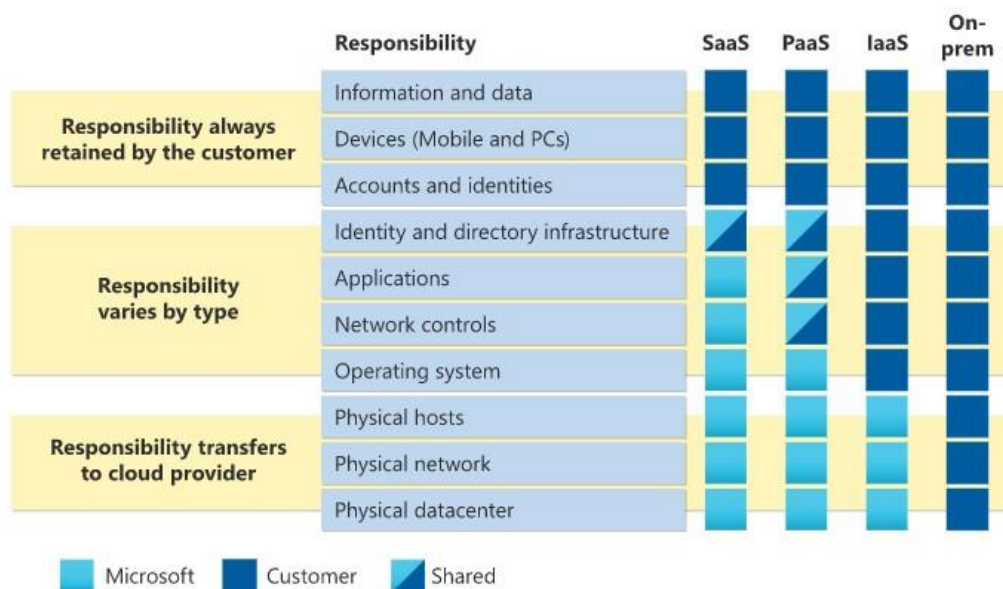 Responsibility SaaS PaaS IaaS On-
prem
Information and data
Responsibility always
retained by the customer
Devices (Mobile and PCs)
Accounts and identities
Identity and directory infrastructure
Responsibility
varies by type
Applications
Network controls
Operating system
Physical hosts
Responsibility transfers
to cloud provider
Physical network
Physical datacenter
Microsoft Customer Shared